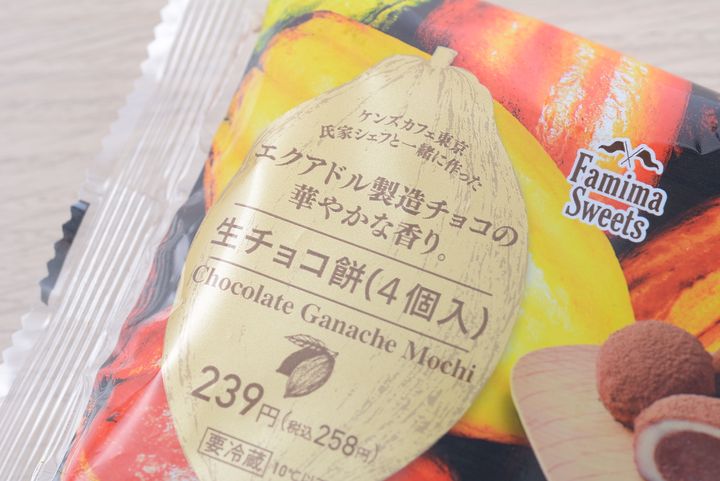 ケンズカフェ東京
氏家シェフと一緒に作った
エクアドル製造チョコの
華やかな香り。
生チョコ餅(4個入)
Chocolate Ganache Mochi
239円(税込258円)
要冷蔵 10℃以
Famima
Sweets